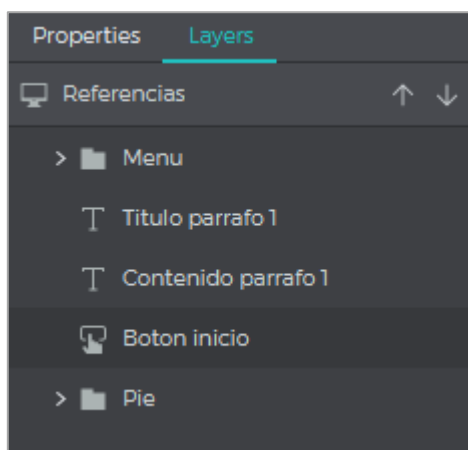 Properties Layers
Referencias
Menu
Titulo parrafo 1
Contenido parrafo 1
Boton inicio
Pie